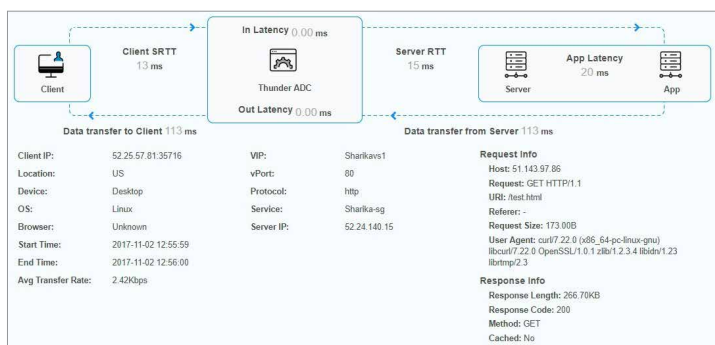 In Latency 0.00 ms
Client SRTT
13 ms
Server RTT
15 ms
App Latency
20 ms
Client
Thunder ADC
Server
App
Out Latency 0.00 ms
Data transfer to Client 113 ms
Data transfer from Server 113 ms
Client IP: 52.25.57.81:35716
Location: US
Device: Desktop
OS: Linux
Browser: Unknown
Start Time: 2017-11-02 12:55:59
End Time: 2017-11-02 12:56:00
Avg Transfer Rate: 2.42Kbps
VIP: Sharikavs1
vPort: 80
Protocol: http
Service: Sharika-sg
Server IP: 52.24.140.15
Request Info
Host: 51.143.97.86
Request: GET HTTP/1.1
URI: /test.html
Referer: -
Request Size: 173.00B
User Agent: curl/7.22.0 (x86_64-pc-linux-gnu)
libcurl/7.22.0 OpenSSL/1.0.1 zlib/1.2.3.4 libidn/1.23
librtmp/2.3
Response Info
Response Length: 266.70KB
Response Code: 200
Method: GET
Cached: No